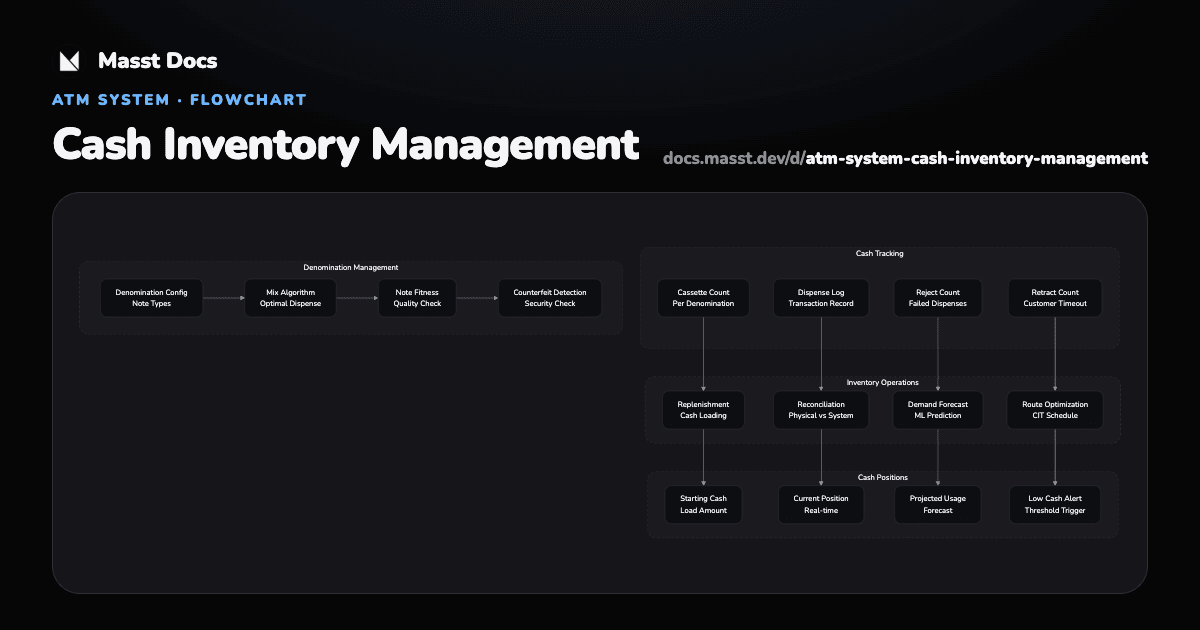 Masst Docs
ATM SYSTEM · FLOWCHART
Cash Inventory Management
docs.masst.dev/d/atm-system-cash-inventory-management
Denomination Management
Denomination Config
Note Types
Mix Algorithm
Optimal Dispense
Note Fitness
Quality Check
Counterfeit Detection
Security Check
Cash Tracking
Cassette Count
Per Denomination
Dispense Log
Transaction Record
Reject Count
Failed Dispenses
Retract Count
Customer Timeout
Inventory Operations
Replenishment
Cash Loading
Reconciliation
Physical vs System
Demand Forecast
ML Prediction
Route Optimization
CIT Schedule
Cash Positions
Starting Cash
Load Amount
Current Position
Real-time
Projected Usage
Forecast
Low Cash Alert
Threshold Trigger